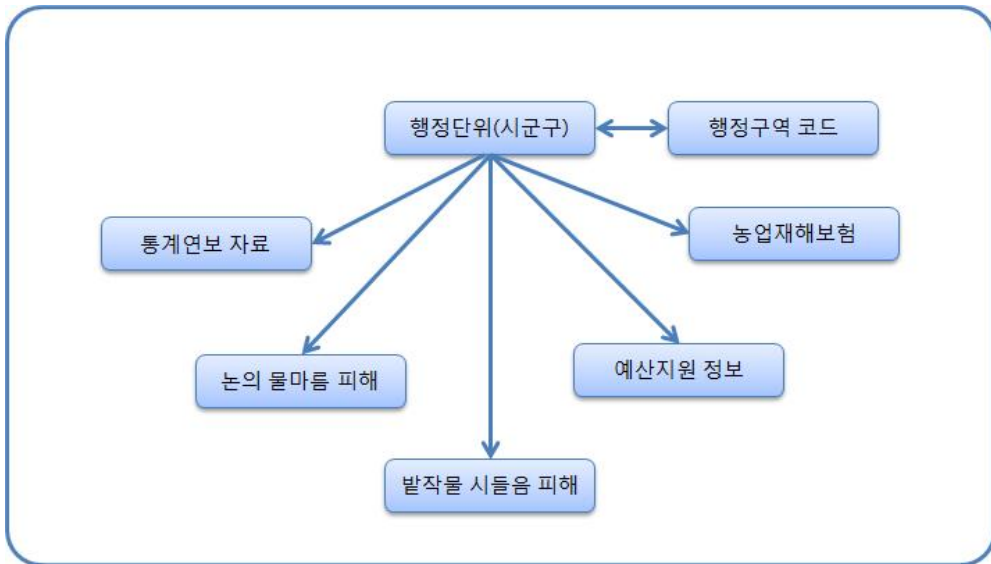 행정단위(시군구)
행정구역 코드
통계연보 자료
농업재해보험
논의 물마름 피해
예산지원 정보
밭작물 시들음 피해